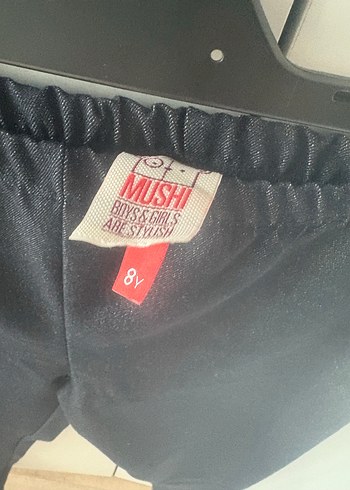 MUSHI
BOYS & GIRLS
ARE STYLISH
8Y